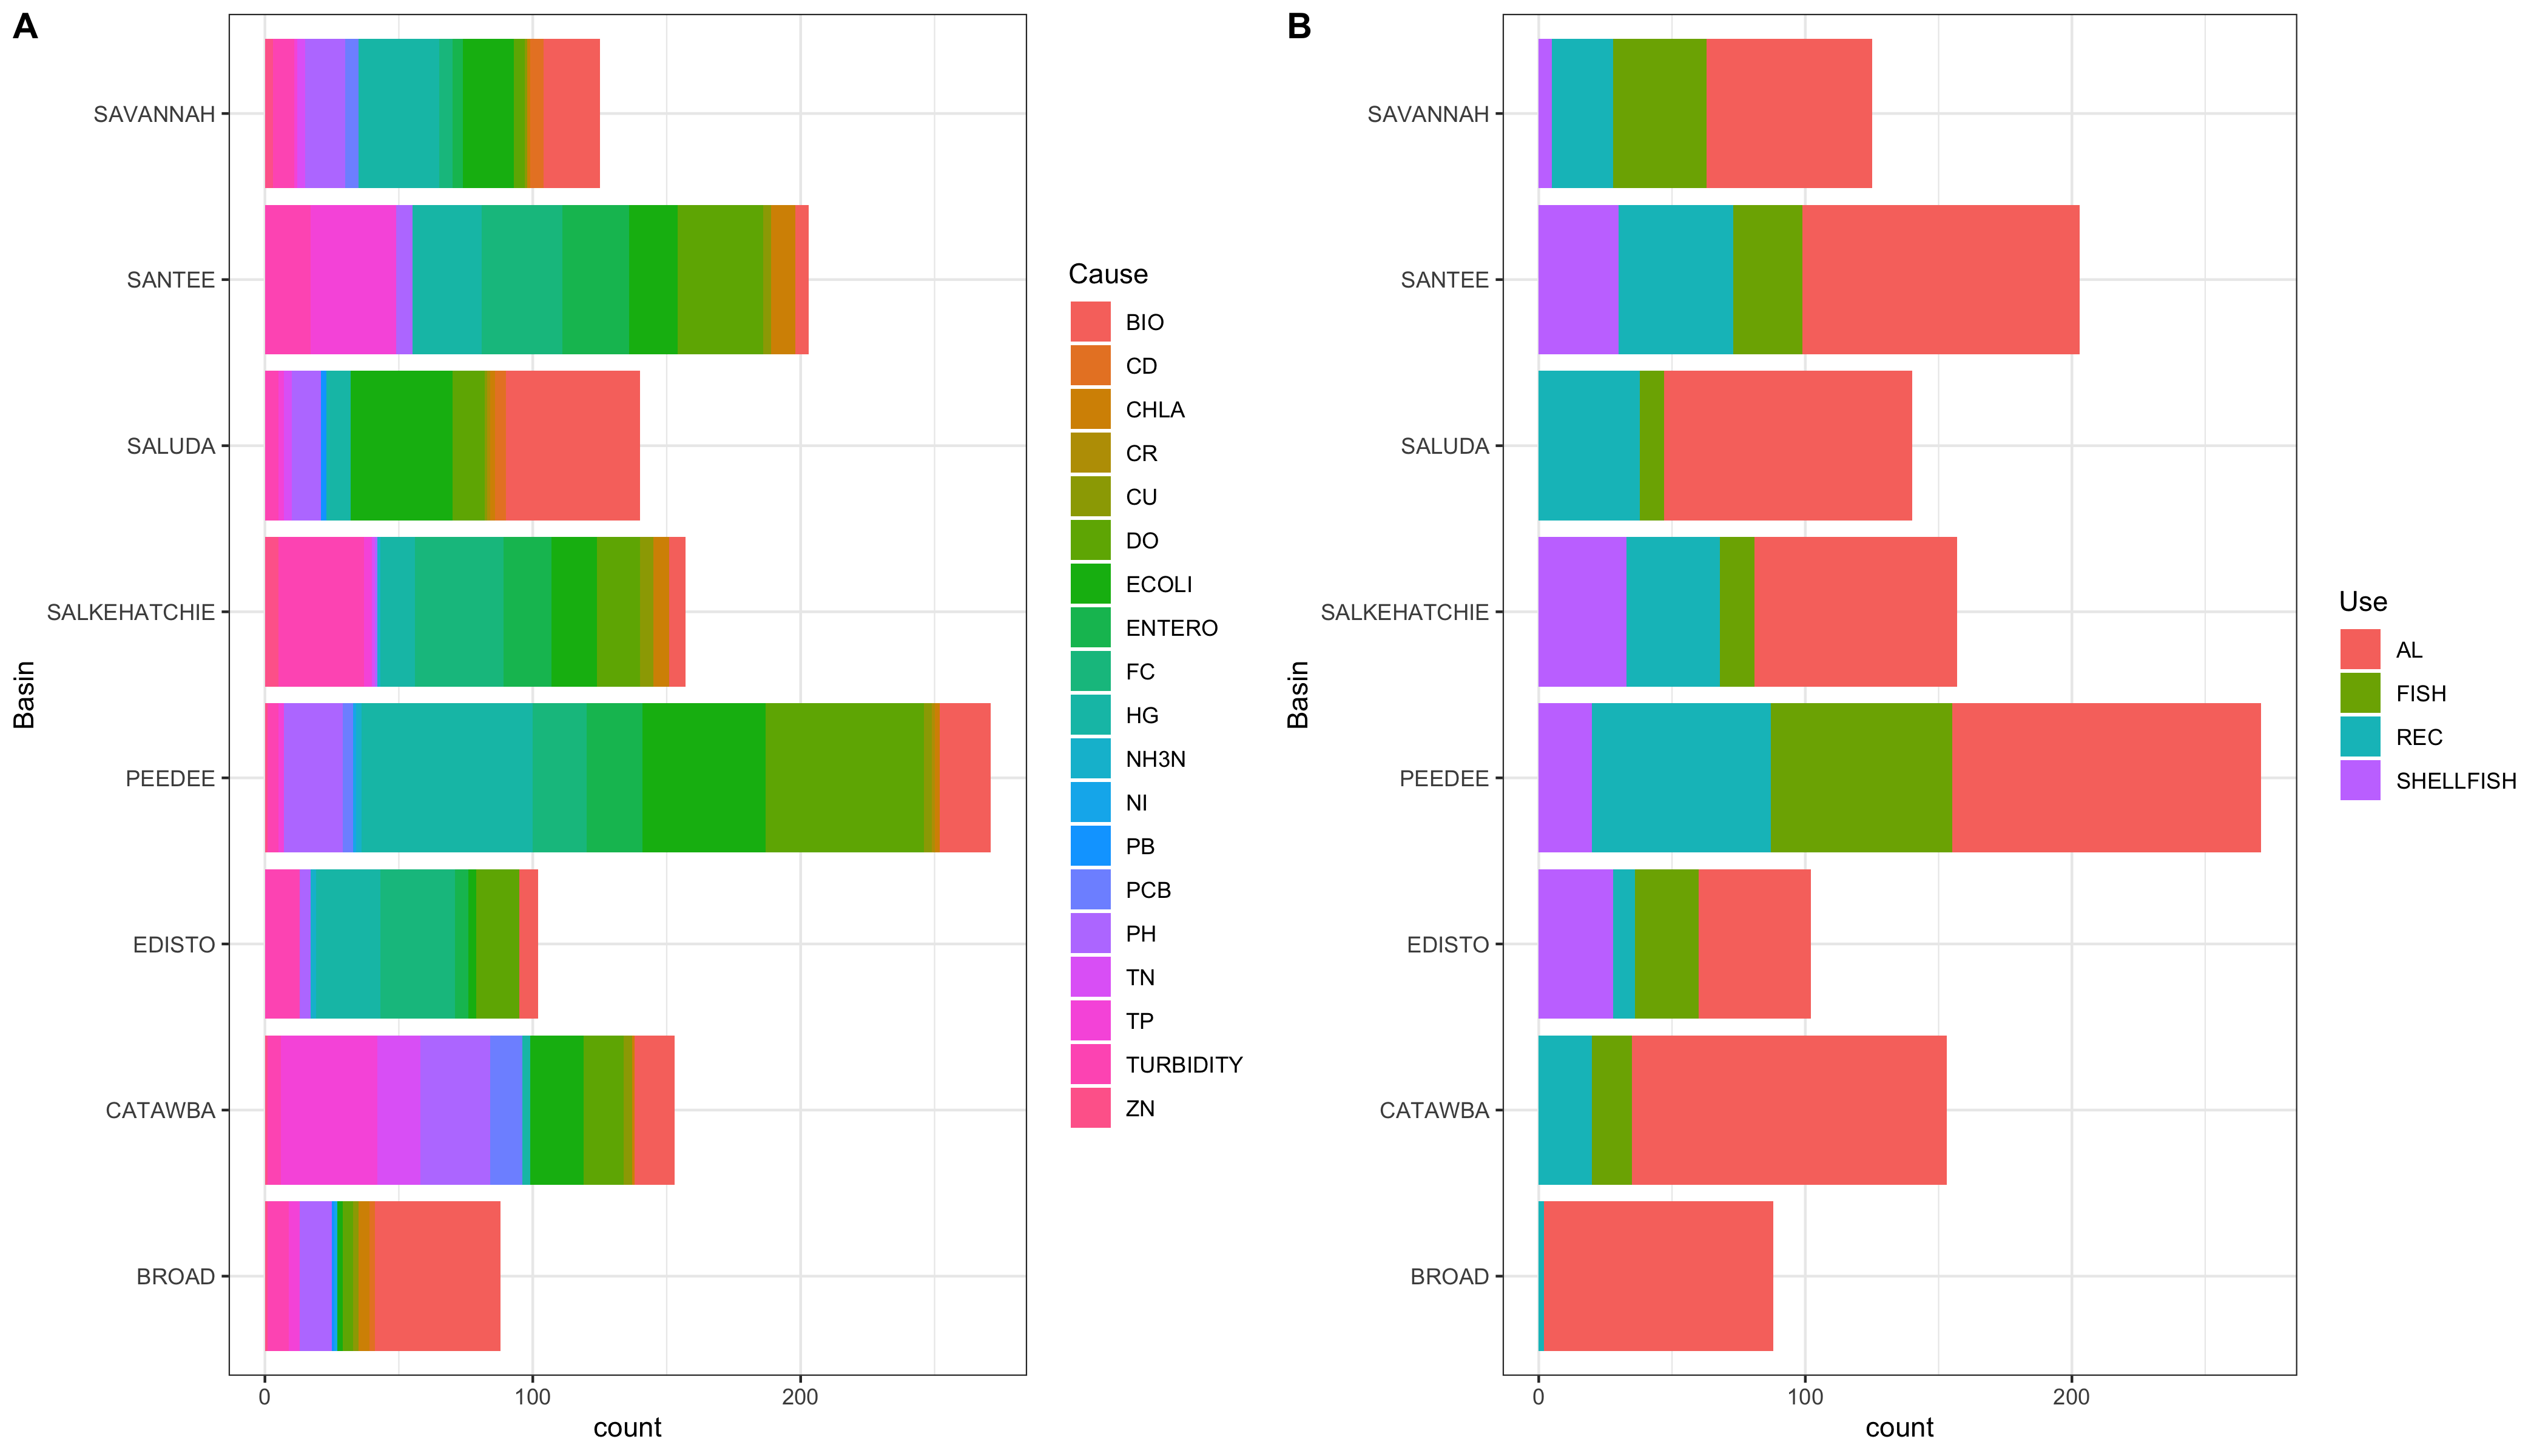 A
SAVANNAH
SANTEE
SALUDA
SALKEHATCHIE
PEEDEE
EDISTO
CATAWBA
BROAD
Basin
0 100 200
count
Cause
BIO
CD
CHLA
CR
CU
DO
ECOLI
ENTERO
FC
HG
NH3N
NI
PB
PCB
PH
TN
TP
TURBIDITY
ZN
B
SAVANNAH
SANTEE
SALUDA
SALKEHATCHIE
PEEDEE
EDISTO
CATAWBA
BROAD
Basin
0 100 200
count
Use
AL
FISH
REC
SHELLFISH